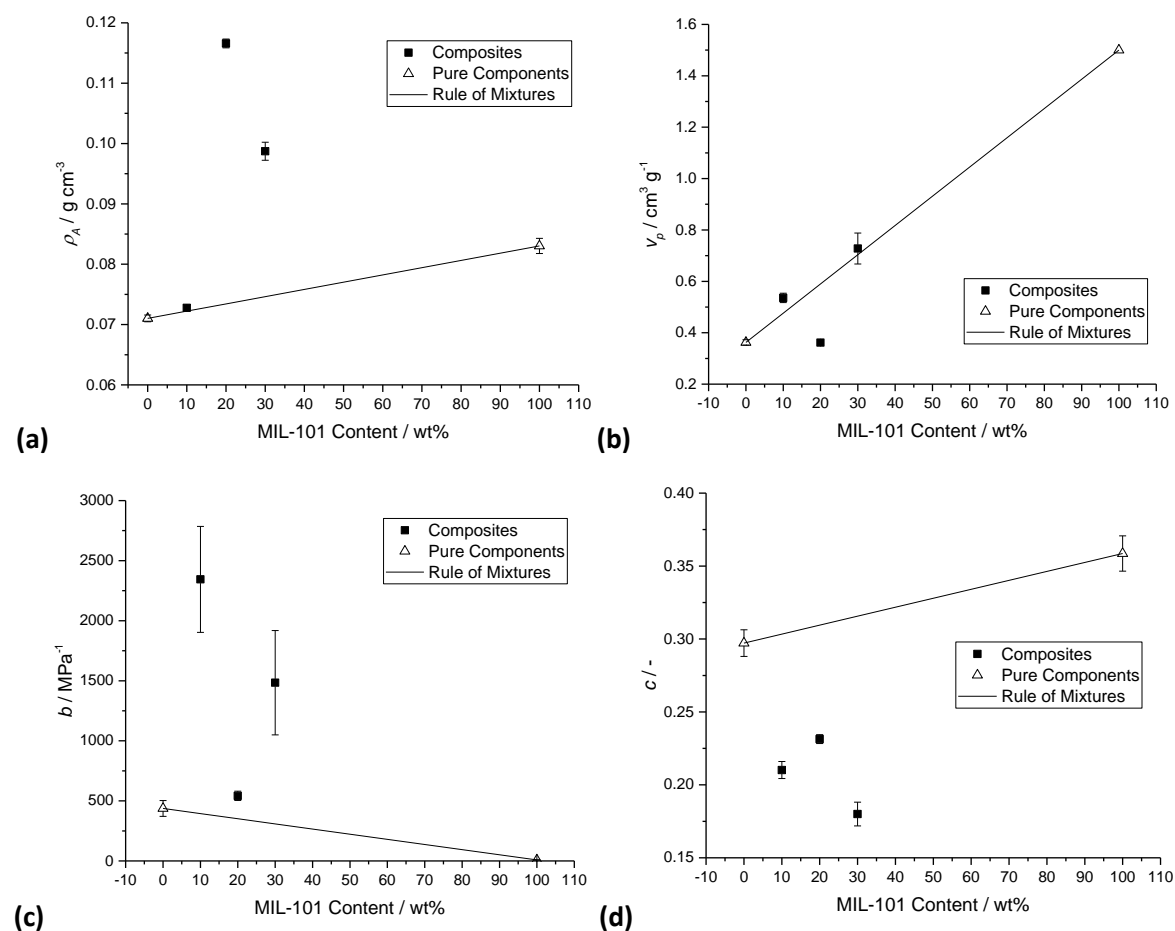 0.12
0.11
0.10
0.09
0.08
0.07
0.06
ρA / g cm-3
0 10 20 30 40 50 60 70 80 90 100 110
MIL-101 Content / wt%
Composites
Pure Components
Rule of Mixtures
(a)
1.6
1.4
1.2
1.0
0.8
0.6
0.4
0.2
vp / cm3 g-1
-10 0 10 20 30 40 50 60 70 80 90 100 110
MIL-101 Content / wt%
Composites
Pure Components
Rule of Mixtures
(b)
3000
2500
2000
1500
1000
500
0
b / MPa-1
-10 0 10 20 30 40 50 60 70 80 90 100 110
MIL-101 Content / wt%
Composites
Pure Components
Rule of Mixtures
(c)
0.40
0.35
0.30
0.25
0.20
0.15
c / -
-10 0 10 20 30 40 50 60 70 80 90 100 110
MIL-101 Content / wt%
Composites
Pure Components
Rule of Mixtures
(d)